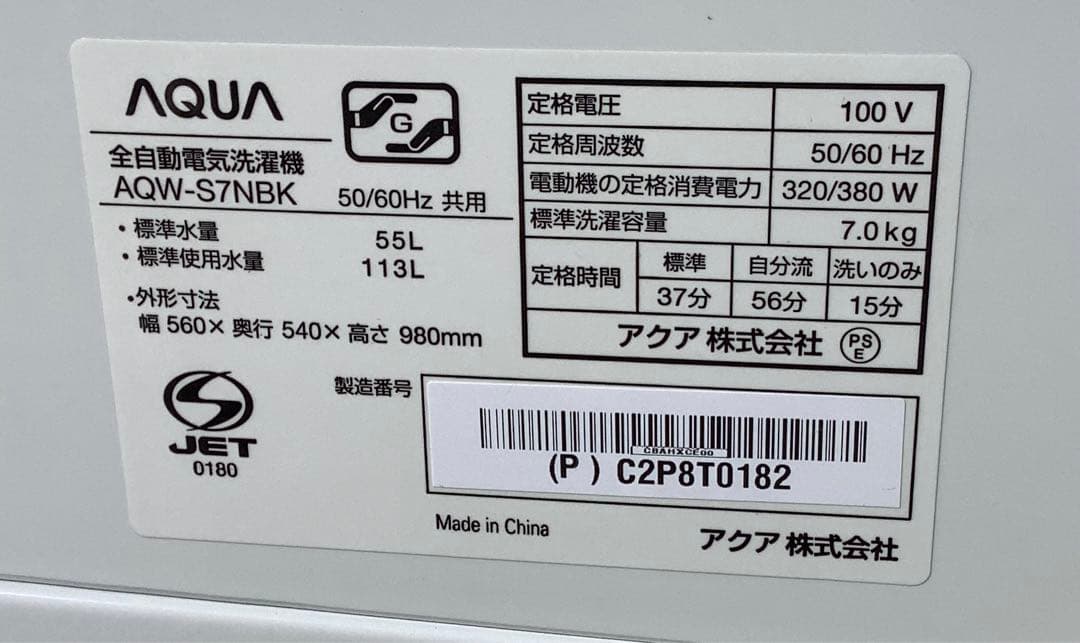 AQUA
G
全自動電気洗濯機
AQW-S7NBK 50/60Hz 共用
・標準水量 55L
・標準使用水量 113L
・外形寸法
幅 560×奥行 540×高さ 980mm
定格電圧 100 V
定格周波数 50/60 Hz
電動機の定格消費電力 320/380 W
標準洗濯容量 7.0kg
定格時間 標準 自分流 洗いのみ
37分 56分 15分
アクア 株式会社 PSE
JET
0180
製造番号
CBAHXCE00
(P) C2P8T0182
Made in China
アクア 株式会社